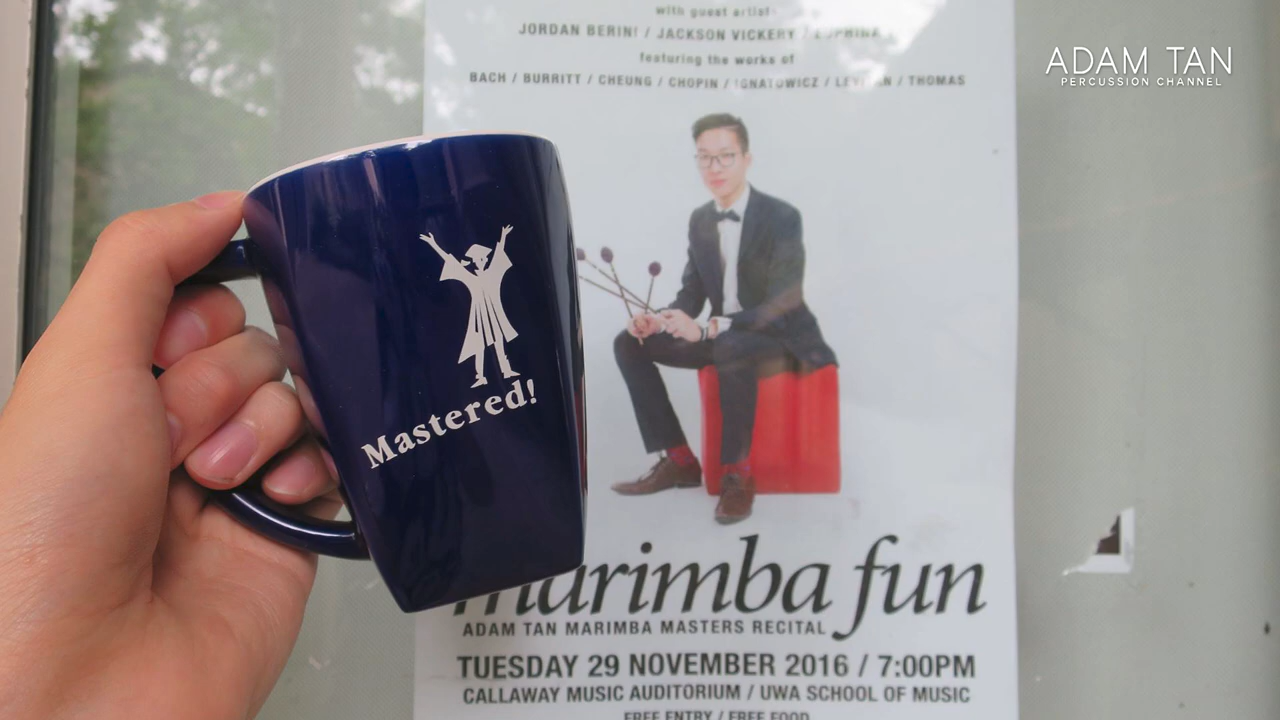 with guest artist
JORDAN BERINI / JACKSON VICKERY /
featuring the works of
BACH / BURRITT / CHEUNG / CHOPIN / IGNATOWICZ / LEVITAN / THOMAS
ADAM TAN
PERCUSSION CHANNEL
Mastered!
marimba fun
ADAM TAN MARIMBA MASTERS RECITAL
TUESDAY 29 NOVEMBER 2016 / 7:00PM
CALLAWAY MUSIC AUDITORIUM / UWA SCHOOL OF MUSIC
FREE ENTRY / FREE FOOD